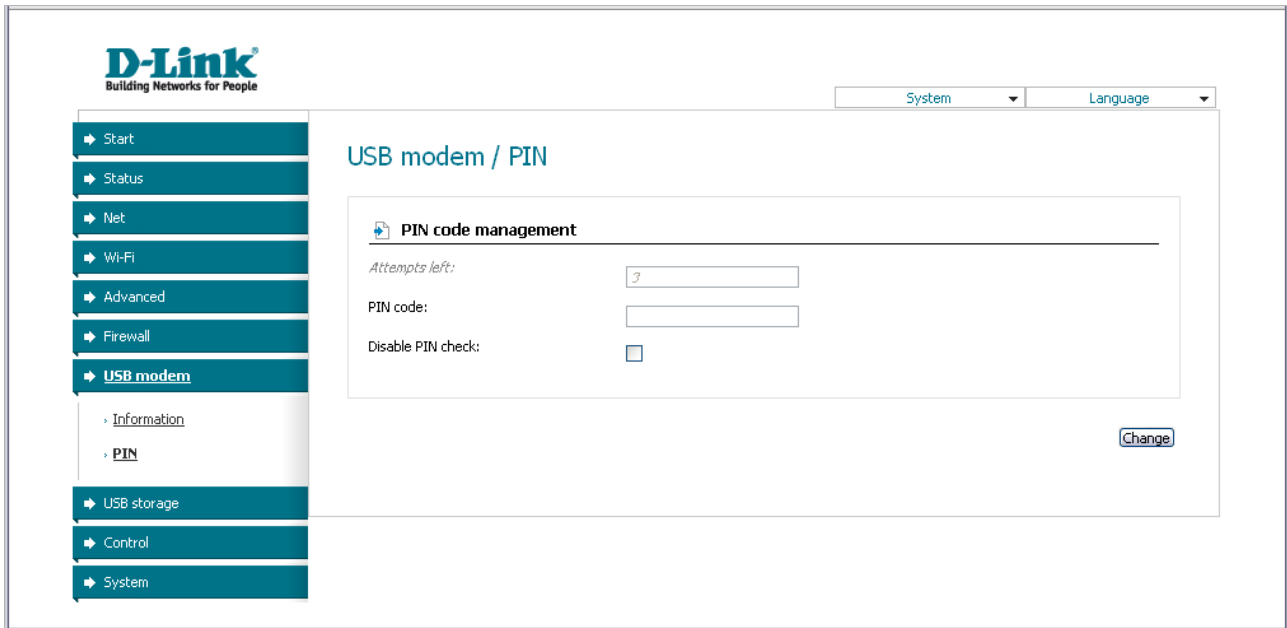 D-Link
Building Networks for People
System
Language
Start
Status
Net
Wi-Fi
Advanced
Firewall
USB modem
Information
PIN
USB storage
Control
System
USB modem / PIN
PIN code management
Attempts left:
3
PIN code:
Disable PIN check:
Change